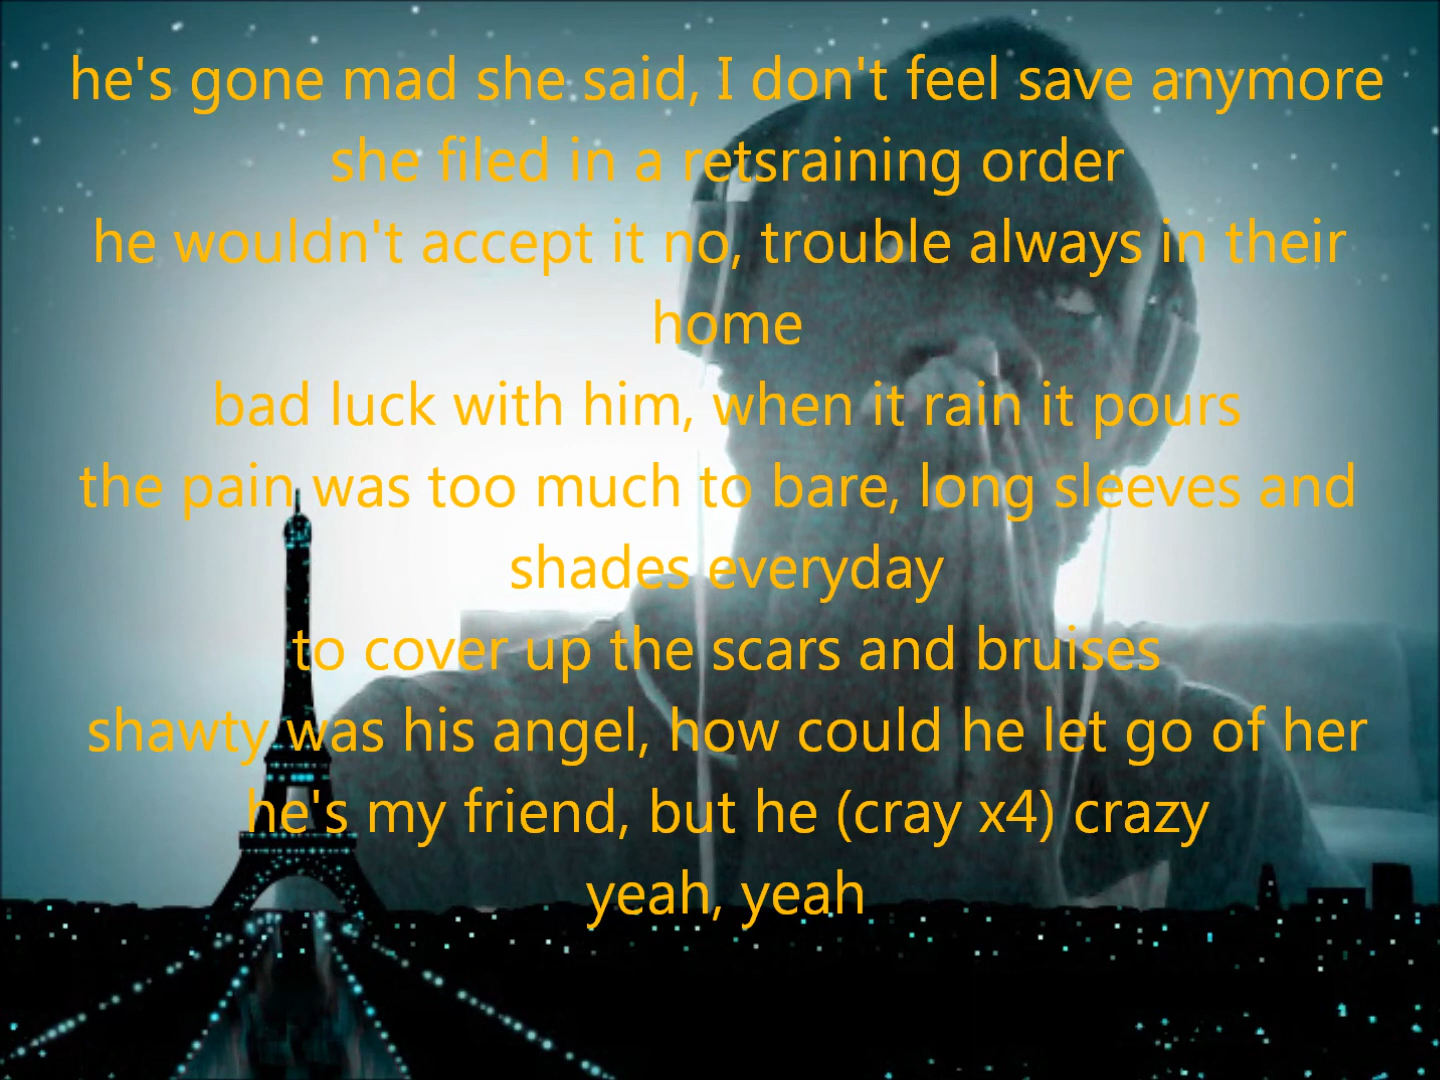 he's gone mad she said, I don't feel save anymore
she filed in a retsraining order
he wouldn't accept it no, trouble always in their
home
bad luck with him, when it rain it pours
the pain was too much to bare, long sleeves and
shades everyday
to cover up the scars and bruises
shawty was his angel, how could he let go of her
he's my friend, but he (cray x4) crazy
yeah, yeah